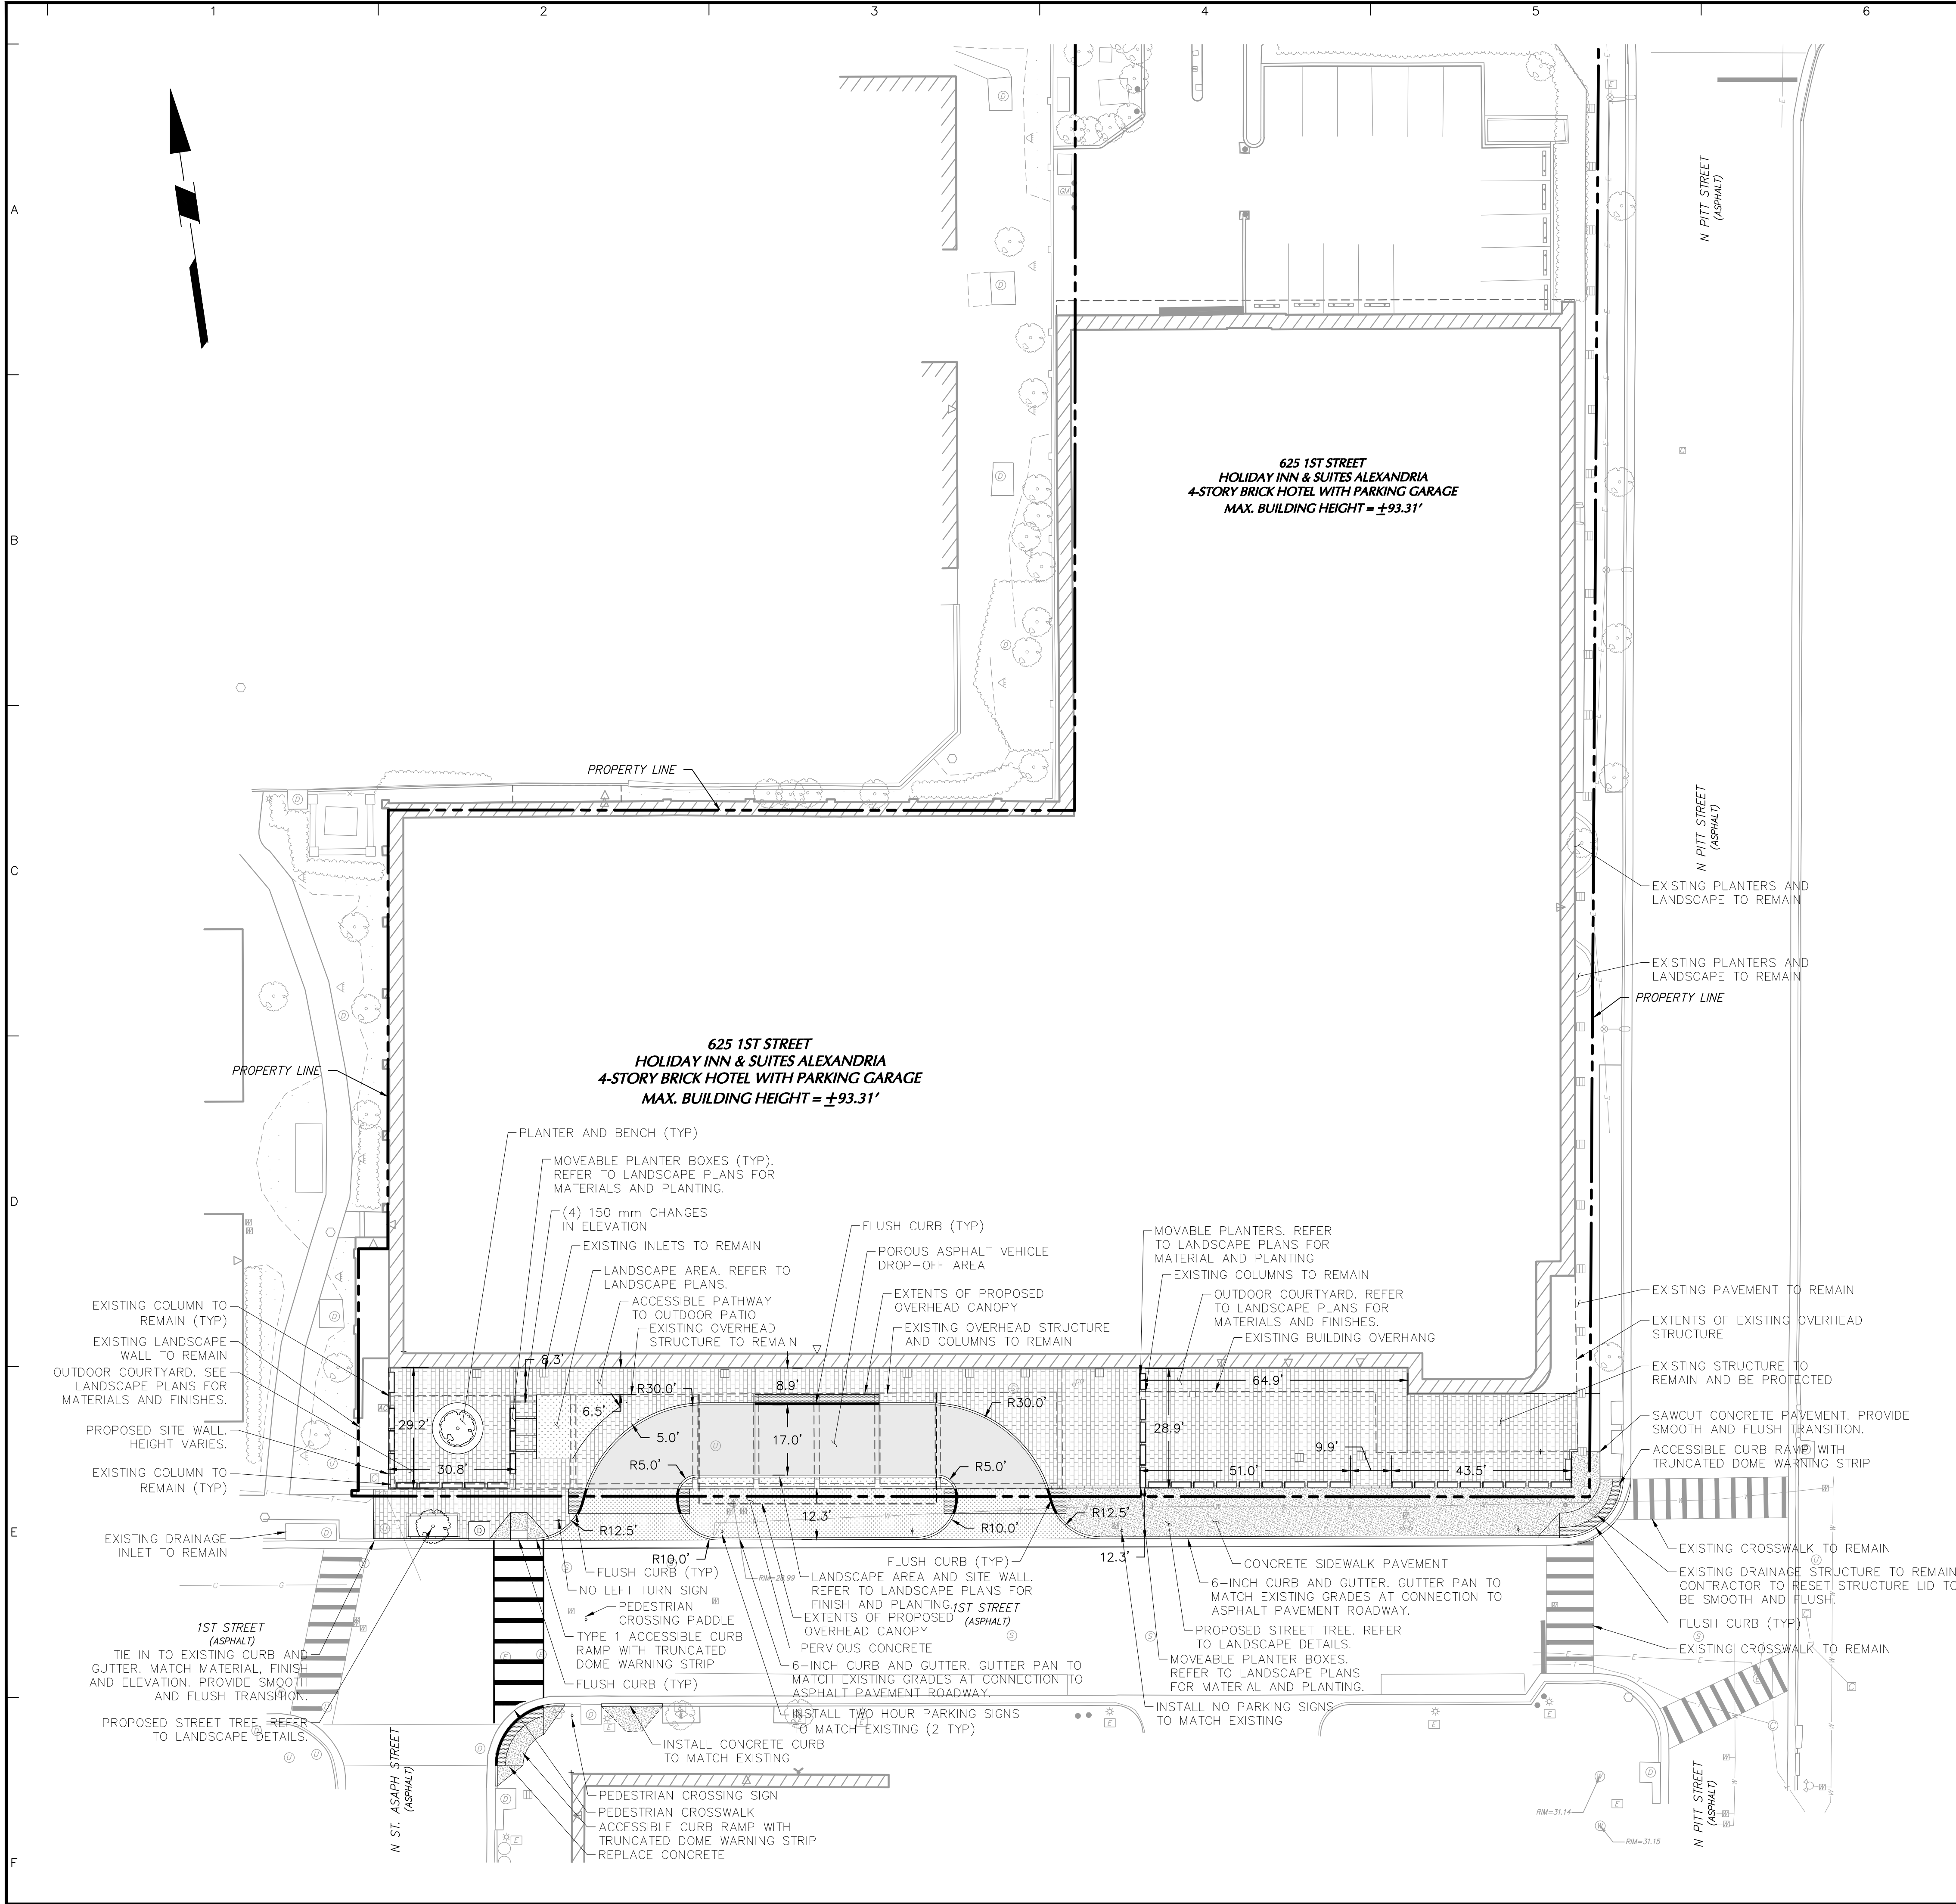 1
2
3
4
5
6
A
B
C
D
E
F
N PITT STREET
(ASPHALT)
625 1ST STREET
HOLIDAY INN & SUITES ALEXANDRIA
4-STORY BRICK HOTEL WITH PARKING GARAGE
MAX. BUILDING HEIGHT = ±93.31'
PROPERTY LINE
N PITT STREET
(ASPHALT)
EXISTING PLANTERS AND
LANDSCAPE TO REMAIN
EXISTING PLANTERS AND
LANDSCAPE TO REMAIN
PROPERTY LINE
625 1ST STREET
HOLIDAY INN & SUITES ALEXANDRIA
4-STORY BRICK HOTEL WITH PARKING GARAGE
MAX. BUILDING HEIGHT = ±93.31'
PROPERTY LINE
PLANTER AND BENCH (TYP)
MOVEABLE PLANTER BOXES (TYP).
REFER TO LANDSCAPE PLANS FOR
MATERIALS AND PLANTING.
(4) 150 mm CHANGES
IN ELEVATION
EXISTING INLETS TO REMAIN
LANDSCAPE AREA. REFER TO
LANDSCAPE PLANS.
ACCESSIBLE PATHWAY
TO OUTDOOR PATIO
EXISTING OVERHEAD
STRUCTURE TO REMAIN
FLUSH CURB (TYP)
POROUS ASPHALT VEHICLE
DROP-OFF AREA
EXTENTS OF PROPOSED
OVERHEAD CANOPY
EXISTING OVERHEAD STRUCTURE
AND COLUMNS TO REMAIN
MOVABLE PLANTERS. REFER
TO LANDSCAPE PLANS FOR
MATERIAL AND PLANTING
EXISTING COLUMNS TO REMAIN
OUTDOOR COURTYARD. REFER
TO LANDSCAPE PLANS FOR
MATERIALS AND FINISHES.
EXISTING BUILDING OVERHANG
EXISTING PAVEMENT TO REMAIN
EXTENTS OF EXISTING OVERHEAD
STRUCTURE
EXISTING STRUCTURE TO
REMAIN AND BE PROTECTED
SAWCUT CONCRETE PAVEMENT. PROVIDE
SMOOTH AND FLUSH TRANSITION.
ACCESSIBLE CURB RAMP WITH
TRUNCATED DOME WARNING STRIP
EXISTING COLUMN TO
REMAIN (TYP)
EXISTING LANDSCAPE
WALL TO REMAIN
OUTDOOR COURTYARD. SEE
LANDSCAPE PLANS FOR
MATERIALS AND FINISHES.
PROPOSED SITE WALL.
HEIGHT VARIES.
EXISTING COLUMN TO
REMAIN (TYP)
EXISTING DRAINAGE
INLET TO REMAIN
8.3'
29.2'
30.8'
6.5'
R30.0'
5.0'
R5.0'
8.9'
17.0'
R5.0'
R30.0'
12.3'
R12.5'
R10.0'
R10.0'
R12.5'
12.3'
28.9'
64.9'
51.0'
9.9'
43.5'
1ST STREET
(ASPHALT)
TIE IN TO EXISTING CURB AND
GUTTER. MATCH MATERIAL, FINISH
AND ELEVATION. PROVIDE SMOOTH
AND FLUSH TRANSITION.
PROPOSED STREET TREE. REFER
TO LANDSCAPE DETAILS.
FLUSH CURB (TYP)
NO LEFT TURN SIGN
PEDESTRIAN
CROSSING PADDLE
TYPE 1 ACCESSIBLE CURB
RAMP WITH TRUNCATED
DOME WARNING STRIP
FLUSH CURB (TYP)
RIM=28.99
FLUSH CURB (TYP)
LANDSCAPE AREA AND SITE WALL.
REFER TO LANDSCAPE PLANS FOR
FINISH AND PLANTING.
EXTENTS OF PROPOSED
OVERHEAD CANOPY
PERVIOUS CONCRETE
6-INCH CURB AND GUTTER. GUTTER PAN TO
MATCH EXISTING GRADES AT CONNECTION TO
ASPHALT PAVEMENT ROADWAY.
INSTALL TWO HOUR PARKING SIGNS
TO MATCH EXISTING (2 TYP)
1ST STREET
(ASPHALT)
CONCRETE SIDEWALK PAVEMENT
6-INCH CURB AND GUTTER. GUTTER PAN TO
MATCH EXISTING GRADES AT CONNECTION TO
ASPHALT PAVEMENT ROADWAY.
PROPOSED STREET TREE. REFER
TO LANDSCAPE DETAILS.
MOVEABLE PLANTER BOXES.
REFER TO LANDSCAPE PLANS
FOR MATERIAL AND PLANTING.
INSTALL NO PARKING SIGNS
TO MATCH EXISTING
EXISTING CROSSWALK TO REMAIN
EXISTING DRAINAGE STRUCTURE TO REMAIN
CONTRACTOR TO RESET STRUCTURE LID TO
BE SMOOTH AND FLUSH.
FLUSH CURB (TYP)
EXISTING CROSSWALK TO REMAIN
INSTALL CONCRETE CURB
TO MATCH EXISTING
PEDESTRIAN CROSSING SIGN
PEDESTRIAN CROSSWALK
ACCESSIBLE CURB RAMP WITH
TRUNCATED DOME WARNING STRIP
REPLACE CONCRETE
N ST. ASAPH STREET
(ASPHALT)
RIM=31.14
RIM=31.15
N PITT STREET
(ASPHALT)